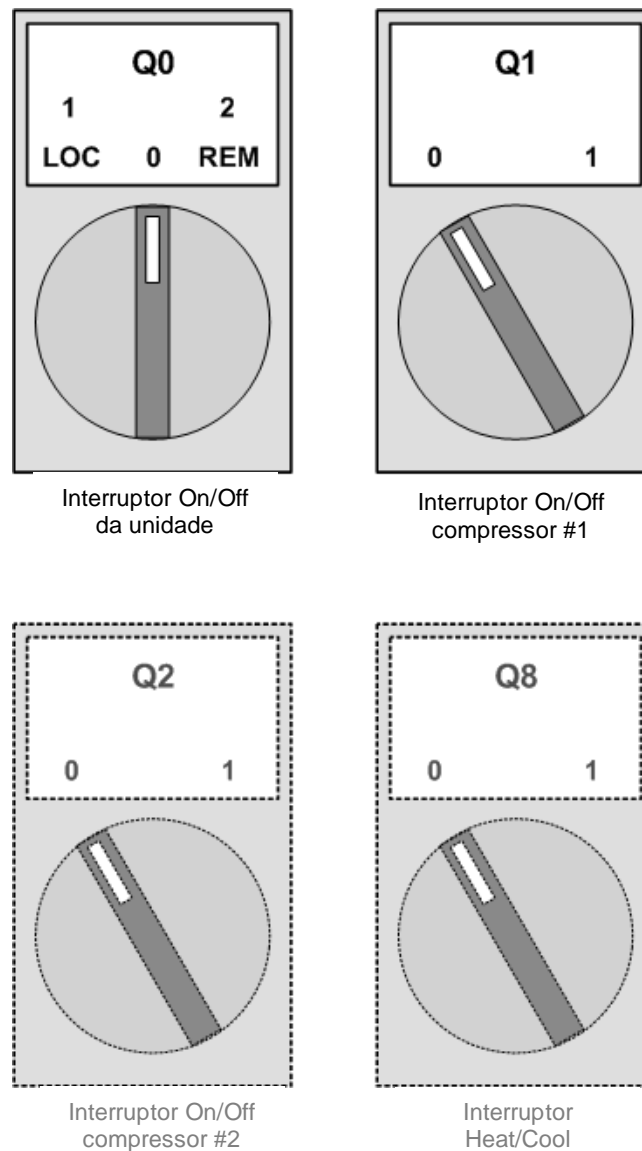 Q0
1 2
LOC 0 REM
Interruptor On/Off
da unidade
Q1
0 1
Interruptor On/Off
compressor #1
Q2
0 1
Interruptor On/Off
compressor #2
Q8
0 1
Interruptor
Heat/Cool